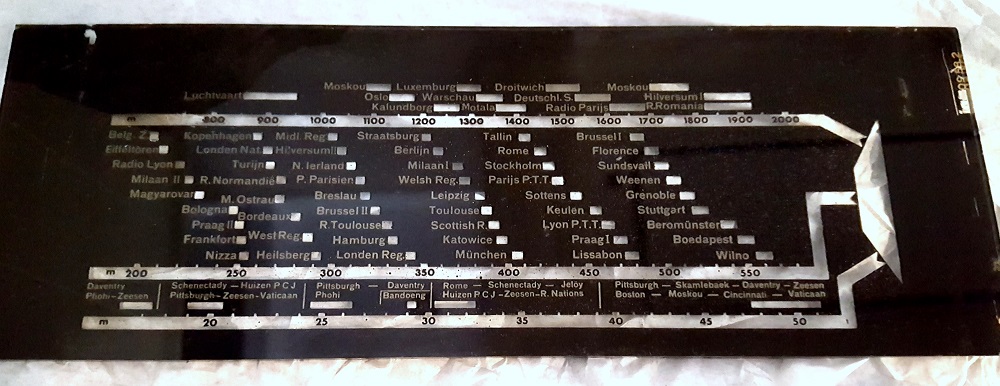 Moskou Luxemburg Droitwich Moskou
Luchtvaart Oslo Warschau Deutschl.S. Hilversum I
Kalundborg Motala Radio Parijs R.Romania
m 800 900 1000 1200 1400 1500 1600 1700 1800 1900 2000
Belg. Z. Kopenhagen Midl. Reg. Straatsburg Tallin Brussel I
Eiffeltoren Londen Nat. Hilversum II Berlijn Rome Florence
Radio Lyon Turijn N. Ierland Milaan I Stockholm Sundsvall
Milaan II R. Normandië P. Parisien Welsh Reg. Parijs P.T.T. Weenen
Magyarovar M. Ostrau Breslau Leipzig Sottens Grenoble
Bologna Bordeaux Brussel II Toulouse Keulen Stuttgart
Praag II R. Toulouse Scottish R. Lyon P.T.T. Beromünster
Frankfort West Reg. Hamburg Katowice Praag I Boedapest
Nizza Heilsberg Londen Reg. München Lissabon Wilno
m 200 250 300 350 400 450 500 550
Daventry Schenectady – Huizen P C J Pittsburgh – Daventry Rome – Schenectady – Jelöy Pittsburgh – Skamlebaek – Daventry – Zeesen
Phohi – Zeesen Pittsburgh – Zeesen – Vaticaan Phohi Bandoeng Huizen P C J – Zeesen – R. Nations Boston – Moskou – Cincinnati – Vaticaan
m 20 25 30 35 40 45 50